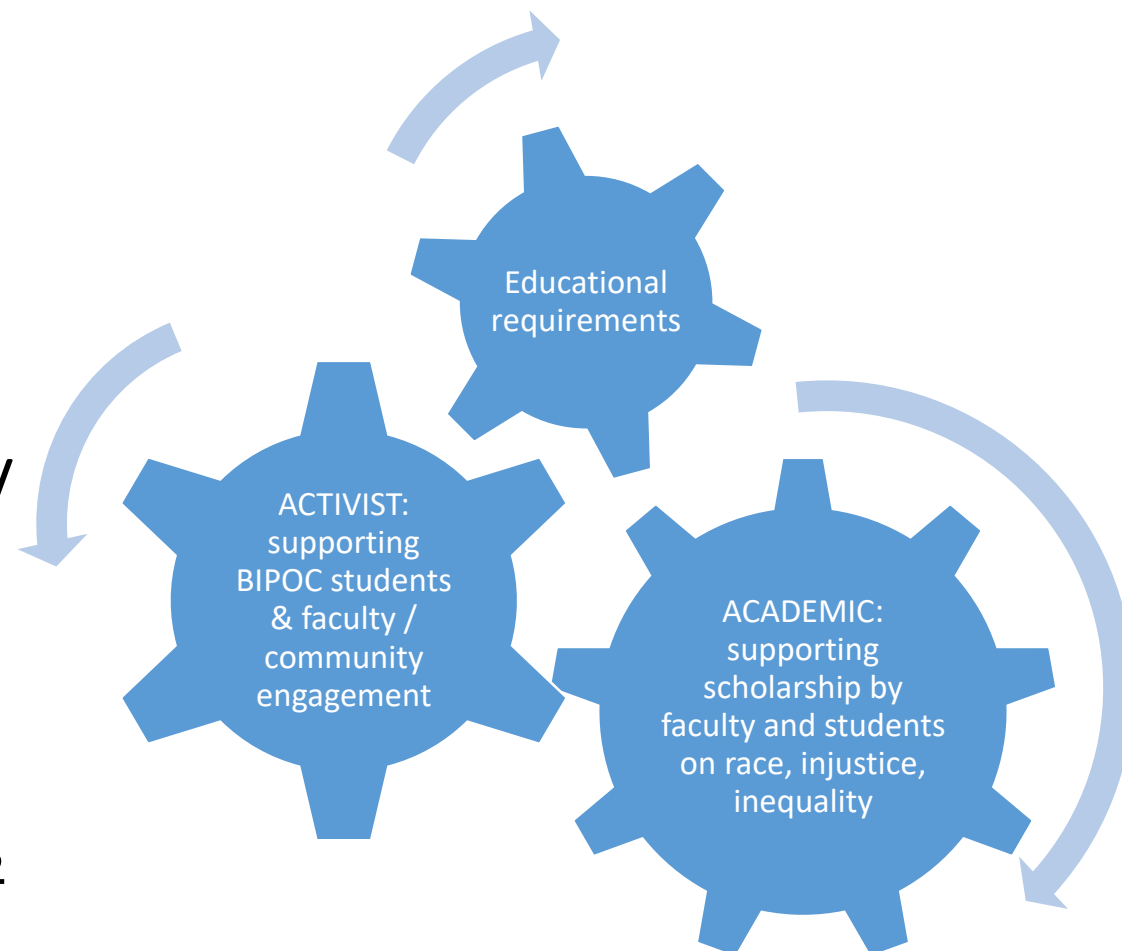 Educational
requirements
ACTIVIST:
supporting
BIPOC students
& faculty /
community
engagement
ACADEMIC:
supporting
scholarship by
faculty and students
on race, injustice,
inequality